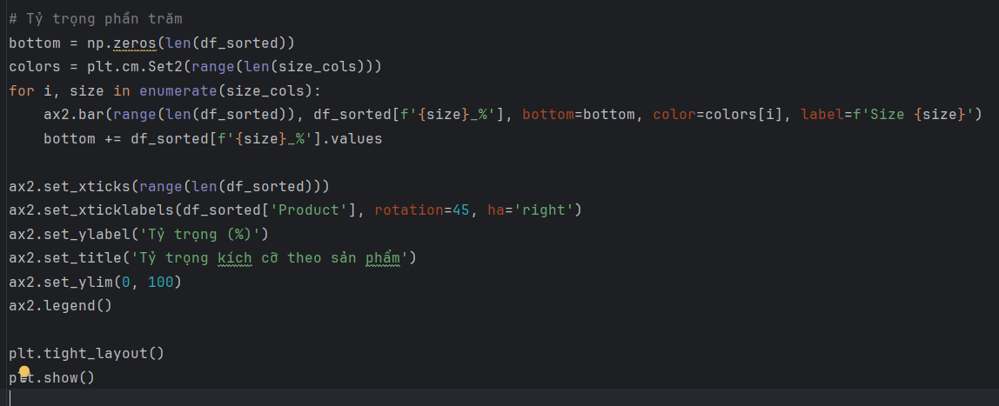 # Tỷ trọng phần trăm
bottom = np.zeros(len(df_sorted))
colors = plt.cm.Set2(range(len(size_cols)))
for i, size in enumerate(size_cols):
    ax2.bar(range(len(df_sorted)), df_sorted[f'{size}_%'], bottom=bottom, color=colors[i], label=f'Size {size}')
    bottom += df_sorted[f'{size}_%'].values

ax2.set_xticks(range(len(df_sorted)))
ax2.set_xticklabels(df_sorted['Product'], rotation=45, ha='right')
ax2.set_ylabel('Tỷ trọng (%)')
ax2.set_title('Tỷ trọng kích cỡ theo sản phẩm')
ax2.set_ylim(0, 100)
ax2.legend()

plt.tight_layout()
plt.show()